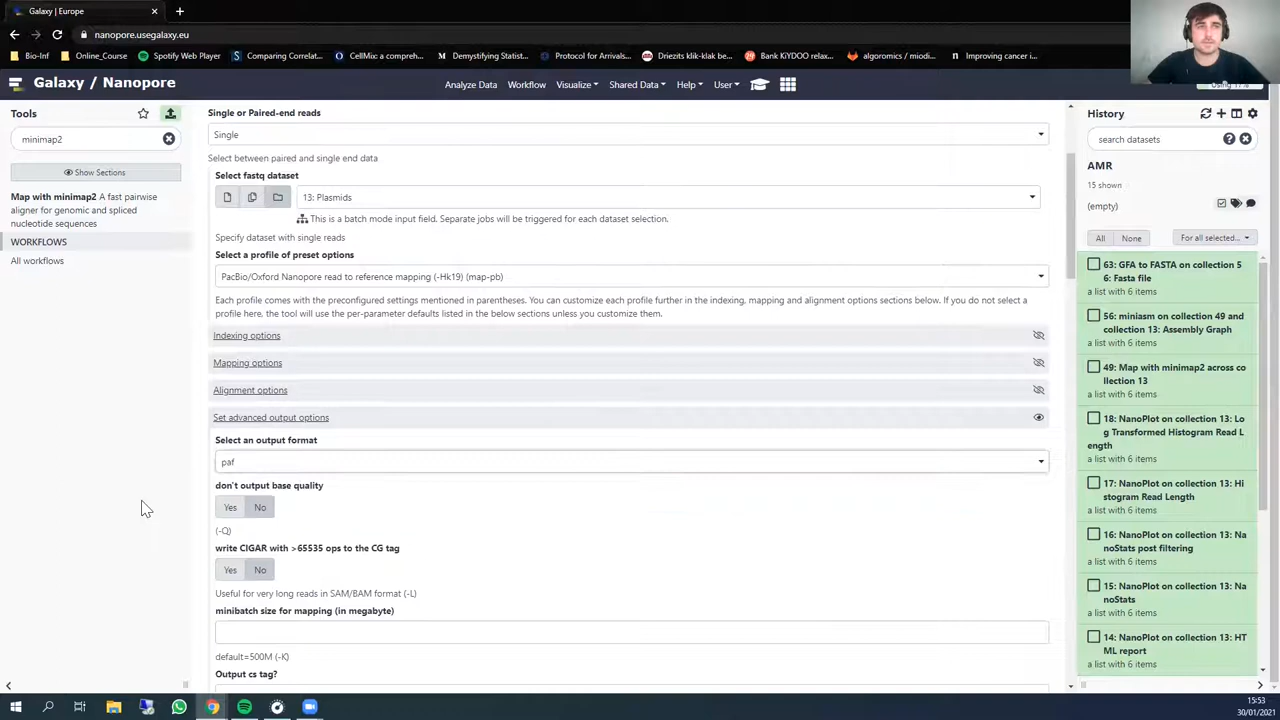 Galaxy | Europe
nanopore.usegalaxy.eu
Bio-Inf
Online_Course
Spotify Web Player
Comparing Correlat...
CellMix a compreh...
Demystifying Statist...
Protocol for Arrivals...
Driezits klik-klak be...
Bank KiYDOO relax...
algoromics / miodi...
Improving cancer i...
Galaxy / Nanopore
Analyze Data
Workflow
Visualize
Shared Data
Help
User
Using 17%
Tools
minimap2
Show Sections
Map with minimap2 A fast pairwise
aligner for genomic and spliced
nucleotide sequences
WORKFLOWS
All workflows
Single or Paired-end reads
Single
Select between paired and single end data
Select fastq dataset
13: Plasmids
This is a batch mode input field. Separate jobs will be triggered for each dataset selection.
Specify dataset with single reads
Select a profile of preset options
PacBio/Oxford Nanopore read to reference mapping (-Hk19) (map-pb)
Each profile comes with the preconfigured settings mentioned in parentheses. You can customize each profile further in the indexing, mapping and alignment options sections below. If you do not select a
profile here, the tool will use the per-parameter defaults listed in the below sections unless you customize them.
Indexing options
Mapping options
Alignment options
Set advanced output options
Select an output format
paf
don't output base quality
Yes No
(-Q)
write CIGAR with >65535 ops to the CG tag
Yes No
Useful for very long reads in SAM/BAM format (-L)
minibatch size for mapping (in megabyte)
default=500M (-K)
Output cs tag?
History
search datasets
AMR
15 shown
(empty)
All
None
For all selected...
63: GFA to FASTA on collection 5
6: Fasta file
a list with 6 items
56: miniasm on collection 49 and
collection 13: Assembly Graph
a list with 6 items
49: Map with minimap2 across co
llection 13
a list with 6 items
18: NanoPlot on collection 13: Lo
g Transformed Histogram Read L
ength
a list with 6 items
17: NanoPlot on collection 13: Hi
stogram Read Length
a list with 6 items
16: NanoPlot on collection 13: Na
noStats post filtering
a list with 6 items
15: NanoPlot on collection 13: Na
noStats
a list with 6 items
14: NanoPlot on collection 13: HT
ML report
a list with 6 items
15:53
30/01/2021